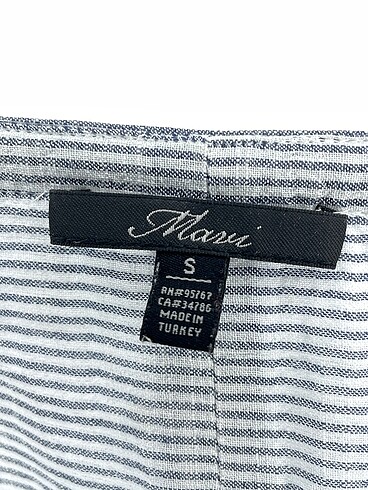 Mavi
S
RN#95767
CA#34786
MADE IN
TURKEY